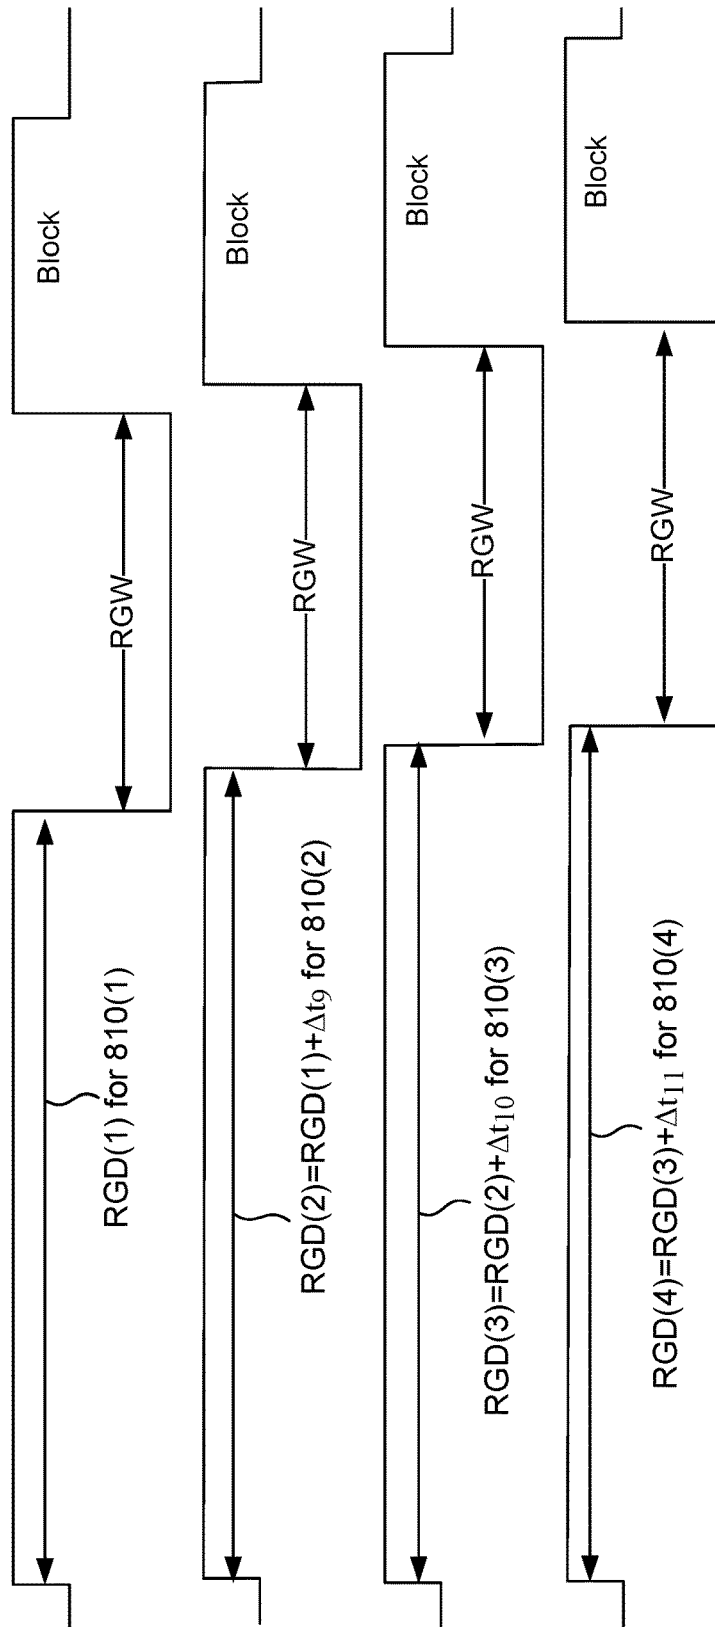 RGD(1) for 810(1)
RGW
Block
RGD(2)=RGD(1)+Δt9 for 810(2)
RGW
Block
RGD(3)=RGD(2)+Δt10 for 810(3)
RGW
Block
RGD(4)=RGD(3)+Δt11 for 810(4)
RGW
Block